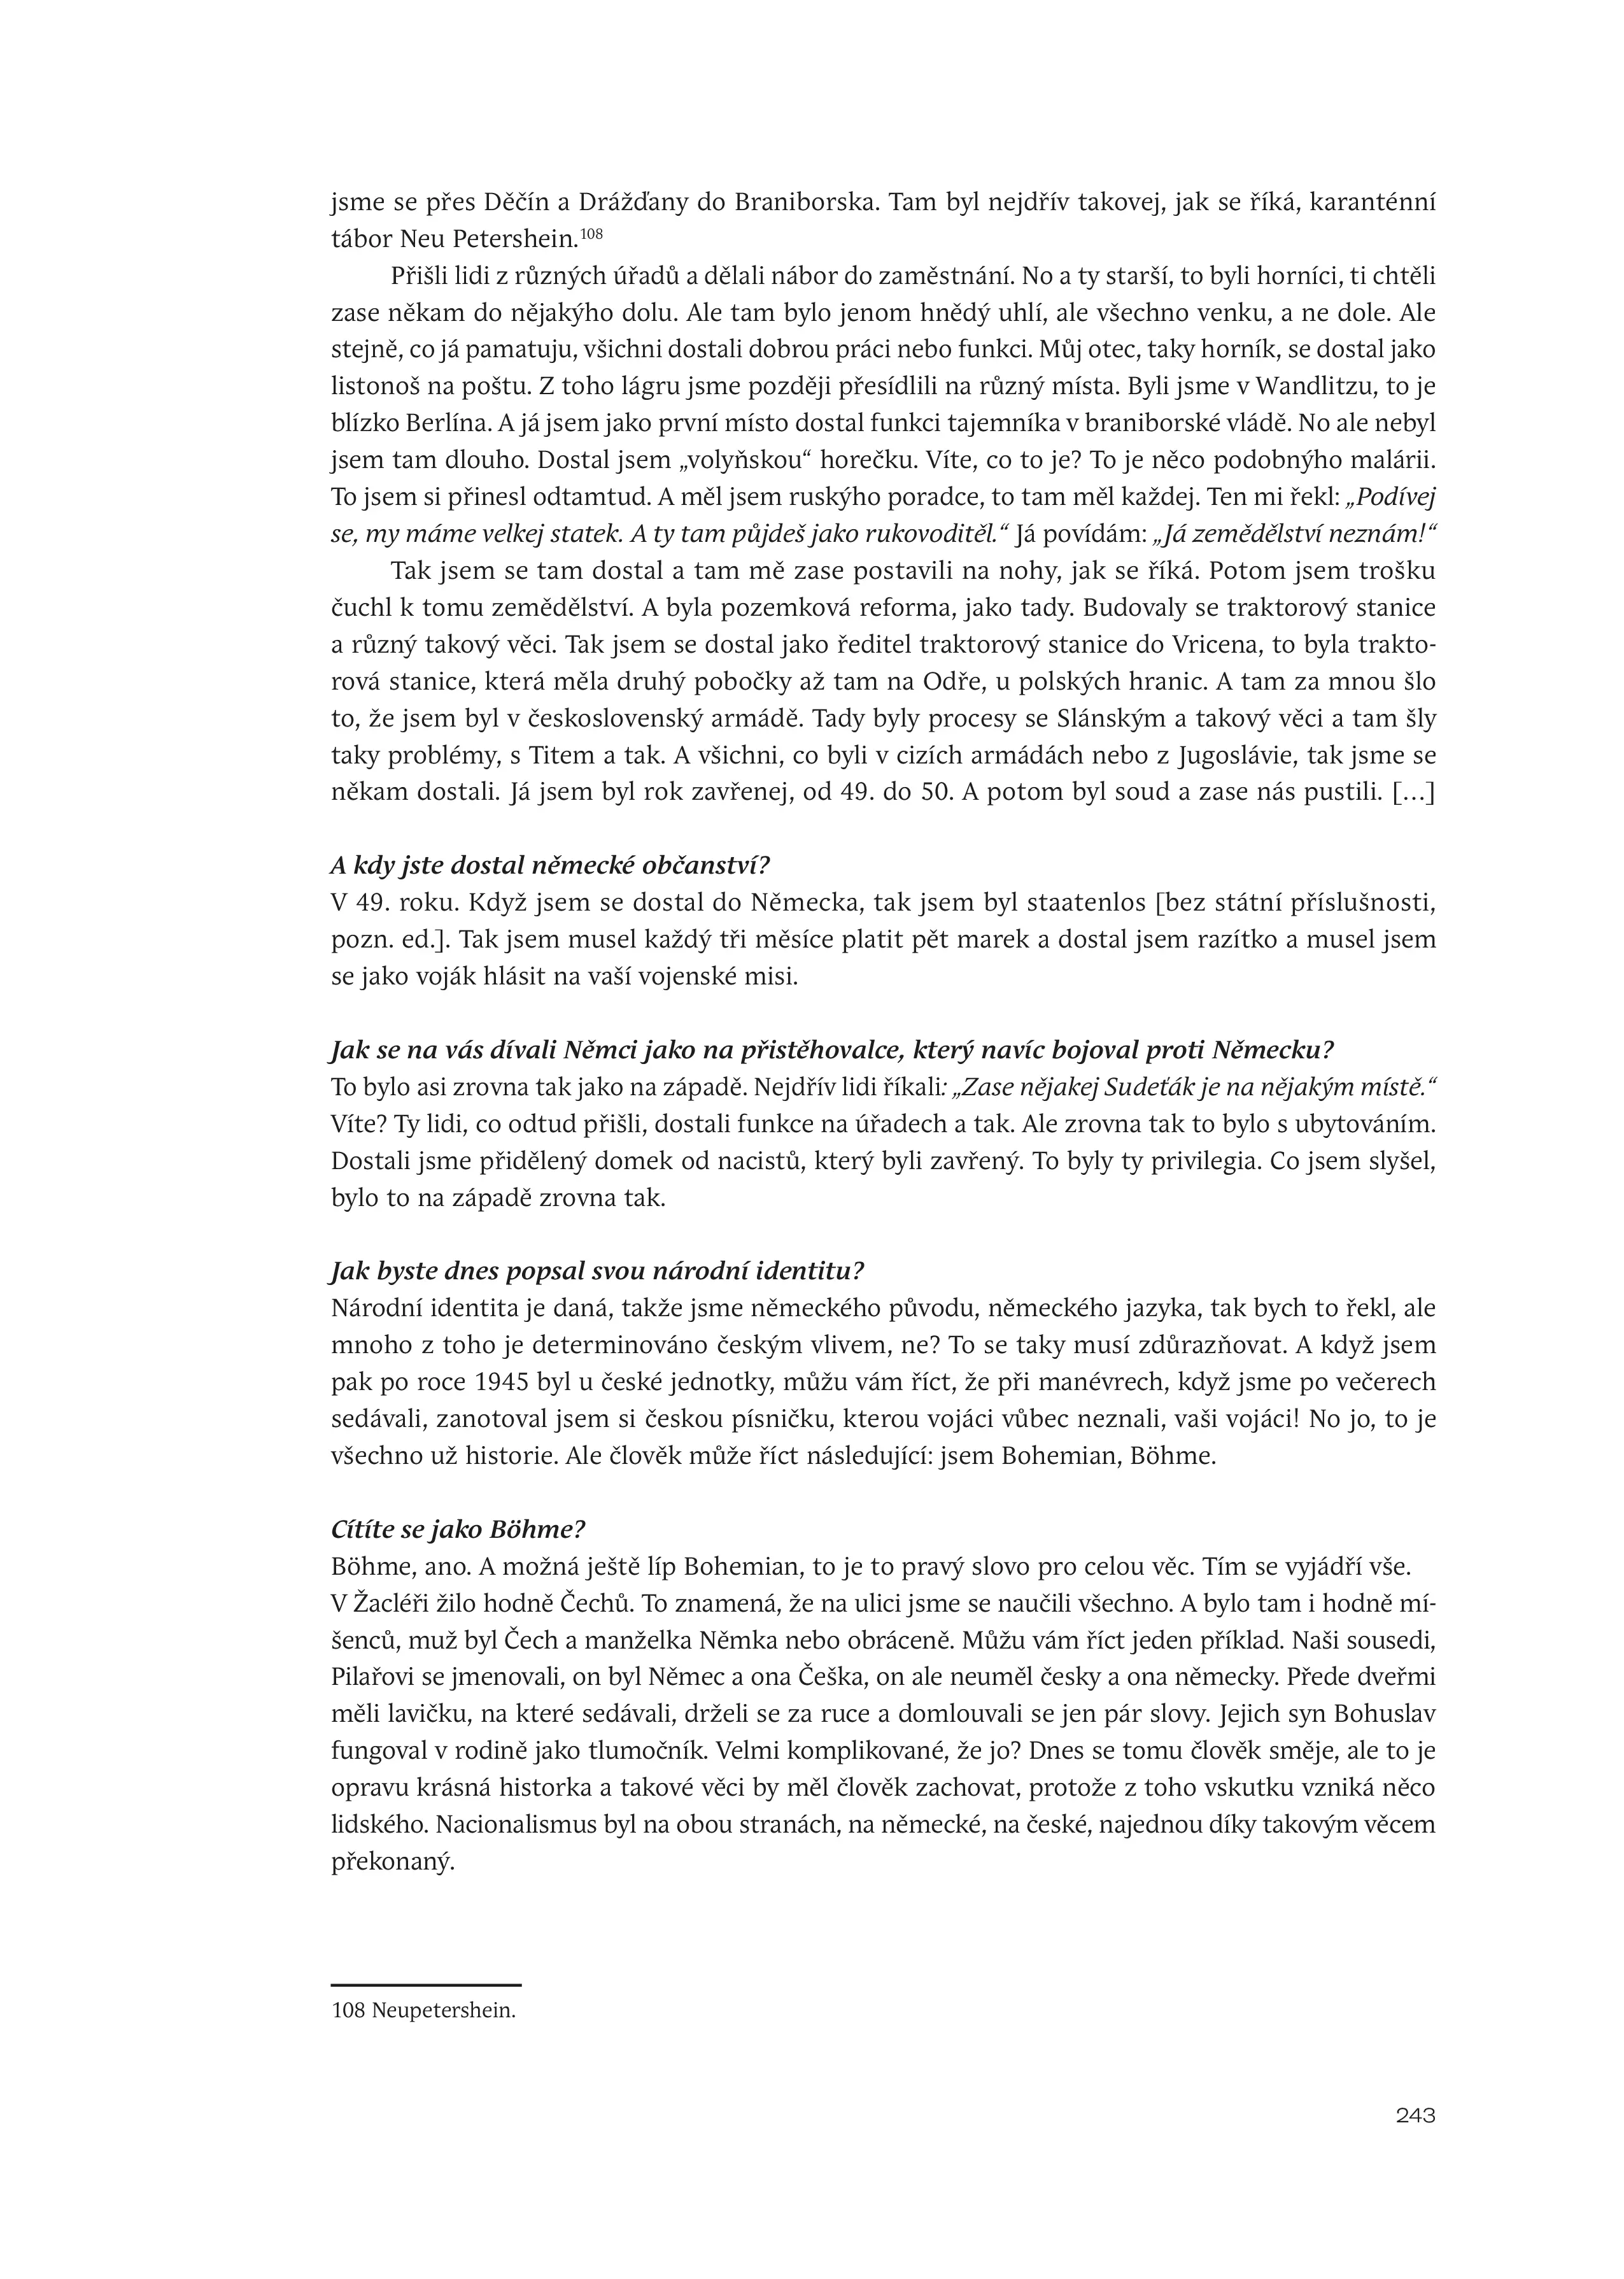 jsme se přes Děčín a Drážďany do Braniborska. Tam byl nejdřív takovej, jak se říká, karanténní
tábor Neu Petershein.108
Přišli lidi z různých úřadů a dělali nábor do zaměstnání. No a ty starší, to byli horníci, ti chtěli
zase někam do nějakýho dolu. Ale tam bylo jenom hnědý uhlí, ale všechno venku, a ne dole. Ale
stejně, co já pamatuju, všichni dostali dobrou práci nebo funkci. Můj otec, taky horník, se dostal jako
listonoš na poštu. Z toho lágru jsme později přesídlili na různý místa. Byli jsme v Wandlitzu, to je
blízko Berlína. A já jsem jako první místo dostal funkci tajemníka v braniborské vládě. No ale nebyl
jsem tam dlouho. Dostal jsem „volyňskou“ horečku. Víte, co to je? To je něco podobnýho malárii.
To jsem si přinesl odtamtud. A měl jsem ruskýho poradce, to tam měl každej. Ten mi řekl: „Podívej
se, my máme velkej statek. A ty tam půjdeš jako rukovoditěl.“ Já povídám: „Já zemědělství neznám!“
Tak jsem se tam dostal a tam mě zase postavili na nohy, jak se říká. Potom jsem trošku
čuchl k tomu zemědělství. A byla pozemková reforma, jako tady. Budovaly se traktorový stanice
a různý takový věci. Tak jsem se dostal jako ředitel traktorový stanice do Vricena, to byla trakto-
rová stanice, která měla druhý pobočky až tam na Odře, u polských hranic. A tam za mnou šlo
to, že jsem byl v československý armádě. Tady byly procesy se Slánským a takový věci a tam šly
taky problémy, s Titem a tak. A všichni, co byli v cizích armádách nebo z Jugoslávie, tak jsme se
někam dostali. Já jsem byl rok zavřenej, od 49. do 50. A potom byl soud a zase nás pustili. […]
A kdy jste dostal německé občanství?
V 49. roku. Když jsem se dostal do Německa, tak jsem byl staatenlos [bez státní příslušnosti,
pozn. ed.]. Tak jsem musel každý tři měsíce platit pět marek a dostal jsem razítko a musel jsem
se jako voják hlásit na vaší vojenské misi.
Jak se na vás dívali Němci jako na přistěhovalce, který navíc bojoval proti Německu?
To bylo asi zrovna tak jako na západě. Nejdřív lidi říkali: „Zase nějakej Sudeťák je na nějakým místě.“
Víte? Ty lidi, co odtud přišli, dostali funkce na úřadech a tak. Ale zrovna tak to bylo s ubytováním.
Dostali jsme přidělený domek od nacistů, který byli zavřený. To byly ty privilegia. Co jsem slyšel,
bylo to na západě zrovna tak.
Jak byste dnes popsal svou národní identitu?
Národní identita je daná, takže jsme německého původu, německého jazyka, tak bych to řekl, ale
mnoho z toho je determinováno českým vlivem, ne? To se taky musí zdůrazňovat. A když jsem
pak po roce 1945 byl u české jednotky, můžu vám říct, že při manévrech, když jsme po večerech
sedávali, zanotoval jsem si českou písničku, kterou vojáci vůbec neznali, vaši vojáci! No jo, to je
všechno už historie. Ale člověk může říct následující: jsem Bohemian, Böhme.
Cítíte se jako Böhme?
Böhme, ano. A možná ještě líp Bohemian, to je to pravý slovo pro celou věc. Tím se vyjádří vše.
V Žacléři žilo hodně Čechů. To znamená, že na ulici jsme se naučili všechno. A bylo tam i hodně mí-
šenců, muž byl Čech a manželka Němka nebo obráceně. Můžu vám říct jeden příklad. Naši sousedi,
Pilařovi se jmenovali, on byl Němec a ona Češka, on ale neuměl česky a ona německy. Přede dveřmi
měli lavičku, na které sedávali, drželi se za ruce a domlouvali se jen pár slovy. Jejich syn Bohuslav
fungoval v rodině jako tlumočník. Velmi komplikované, že jo? Dnes se tomu člověk směje, ale to je
opravu krásná historka a takové věci by měl člověk zachovat, protože z toho vskutku vzniká něco
lidského. Nacionalismus byl na obou stranách, na německé, na české, najednou díky takovým věcem
překonaný.
108 Neupetershein.
243